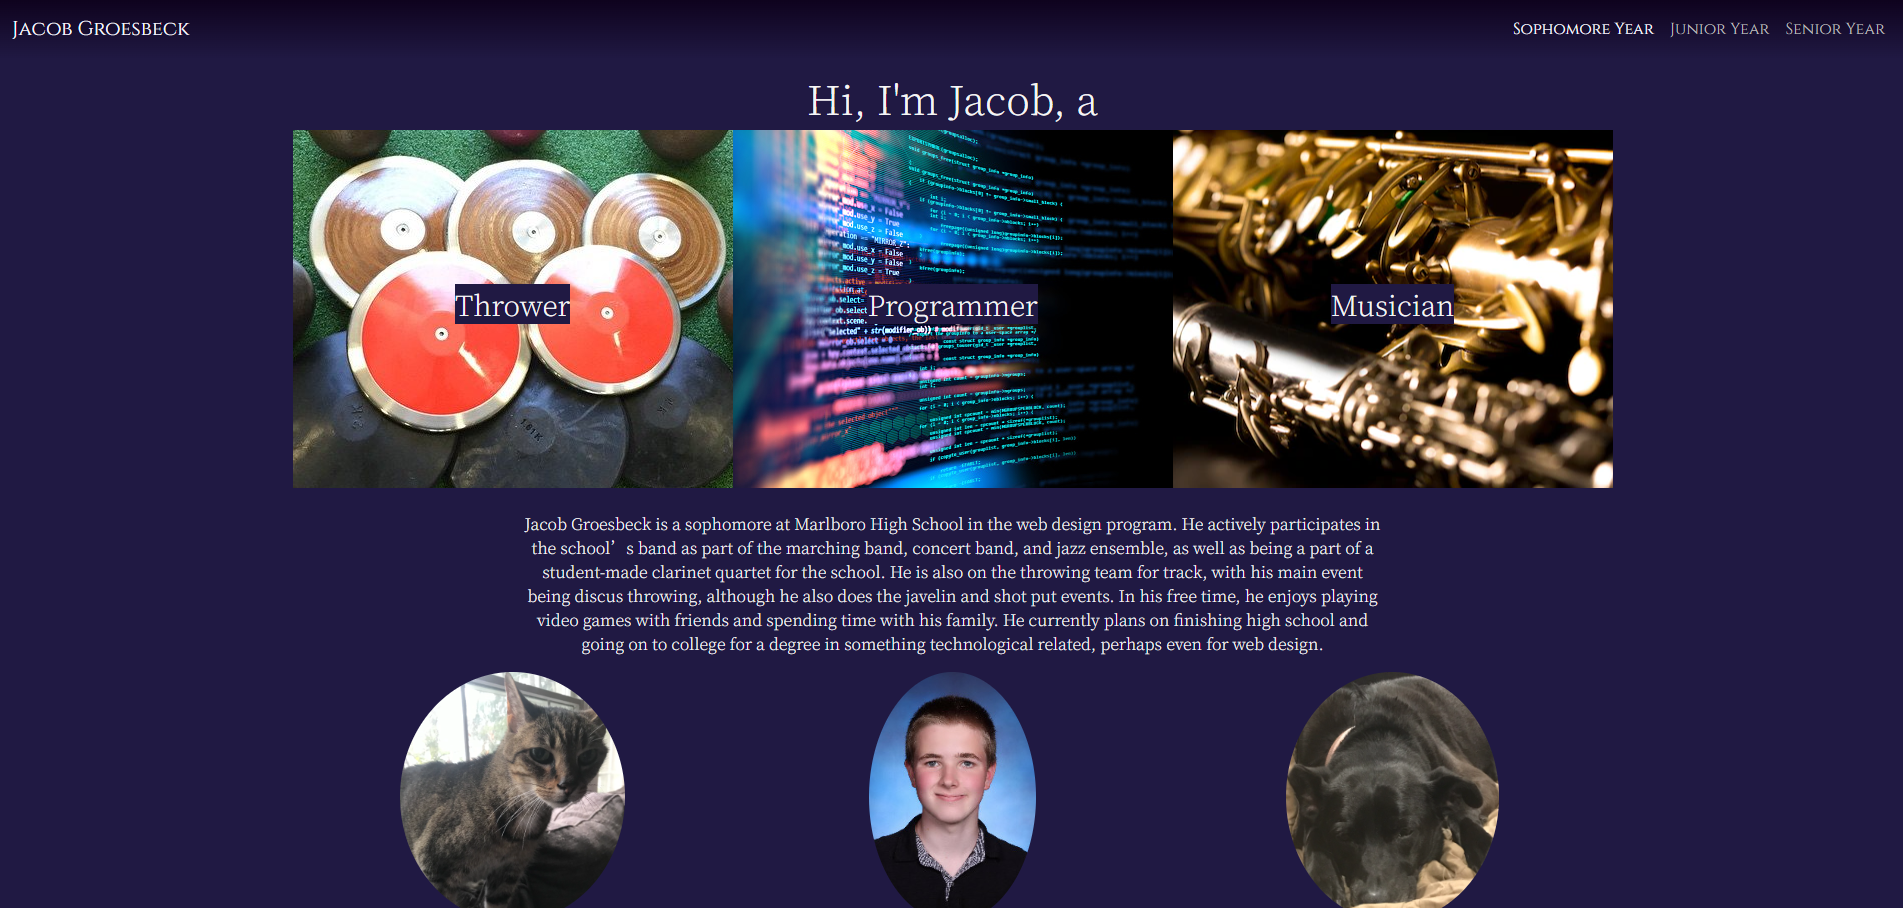 Jacob Groesbeck
Sophomore Year Junior Year Senior Year
Hi, I'm Jacob, a
Thrower
Programmer
Musician
Jacob Groesbeck is a sophomore at Marlboro High School in the web design program. He actively participates in
the school’s band as part of the marching band, concert band, and jazz ensemble, as well as being a part of a
student-made clarinet quartet for the school. He is also on the throwing team for track, with his main event
being discus throwing, although he also does the javelin and shot put events. In his free time, he enjoys playing
video games with friends and spending time with his family. He currently plans on finishing high school and
going on to college for a degree in something technological related, perhaps even for web design.